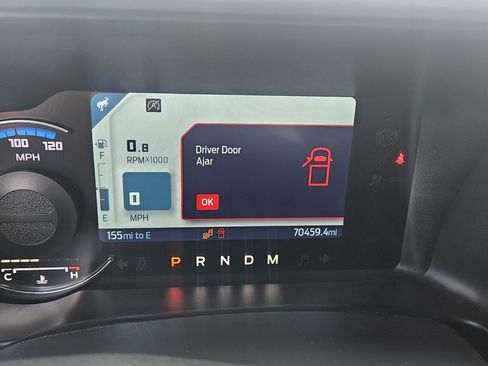 100 120
MPH
F
E
0.8
RPMX1000
0
MPH
Driver Door
Ajar
OK
155mi to E
70459.4mi
C H
P R N D M